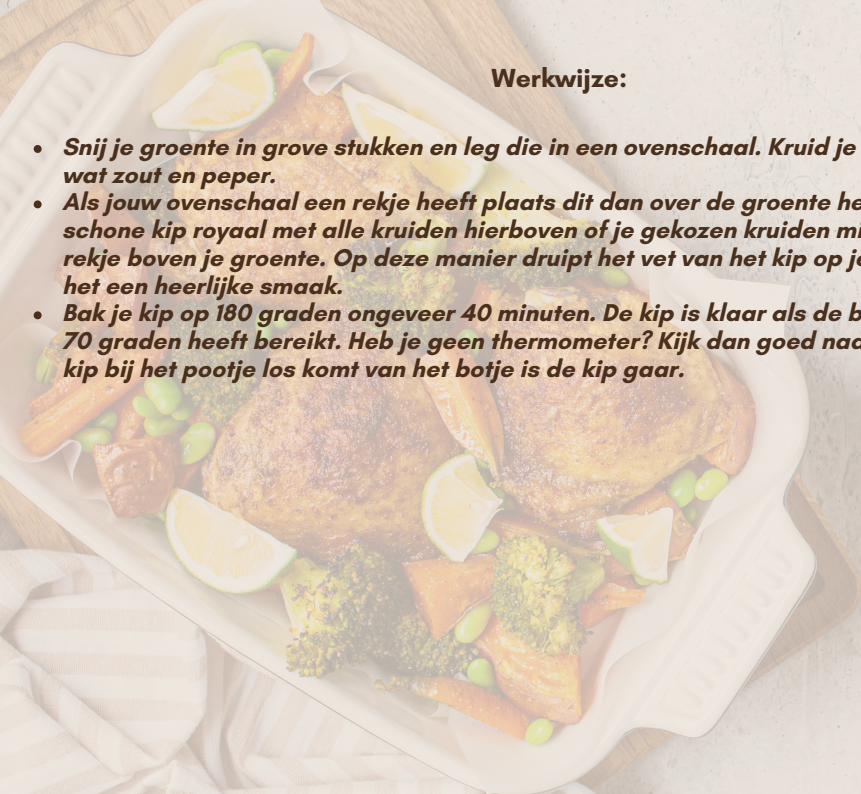 Werkwijze:
• Snij je groente in grove stukken en leg die in een ovenschaal. Kruid je
wat zout en peper.
• Als jouw ovenschaal een rekje heeft plaats dit dan over de groente
schone kip royaal met alle kruiden hierboven of je gekozen kruiden
rekje boven je groente. Op deze manier druipt het vet van het kip op
het een heerlijke smaak.
• Bak je kip op 180 graden ongeveer 40 minuten. De kip is klaar als de
70 graden heeft bereikt. Heb je geen thermometer? Kijk dan goed
kip bij het pootje los komt van het botje is de kip gaar.